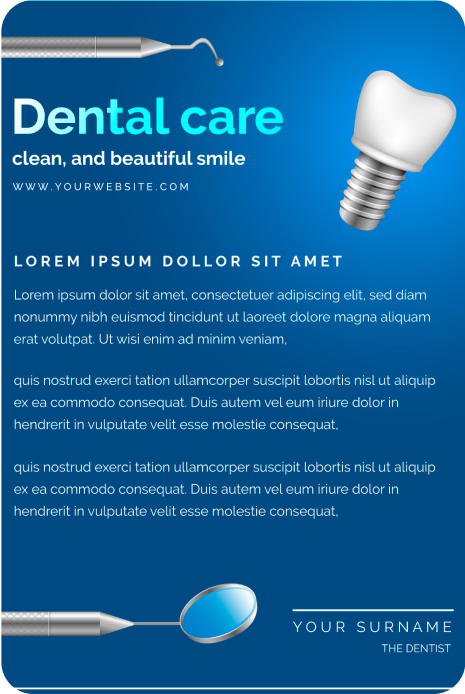 Dental care
clean, and beautiful smile
WWW.YOURWEBSITE.COM
LOREM IPSUM DOLLOR SIT AMET
Lorem ipsum dolor sit amet, consectetuer adipiscing elit, sed diam
nonummy nibh euismod tincidunt ut laoreet dolore magna aliquam
erat volutpat. Ut wisi enim ad minim veniam,
quis nostrud exerci tation ullamcorper suscipit lobortis nisl ut aliquip
ex ea commodo consequat. Duis autem vel eum iriure dolor in
hendrerit in vulputate velit esse molestie consequat,
quis nostrud exerci tation ullamcorper suscipit lobortis nisl ut aliquip
ex ea commodo consequat. Duis autem vel eum iriure dolor in
hendrerit in vulputate velit esse molestie consequat,
YOUR SURNAME
THE DENTIST